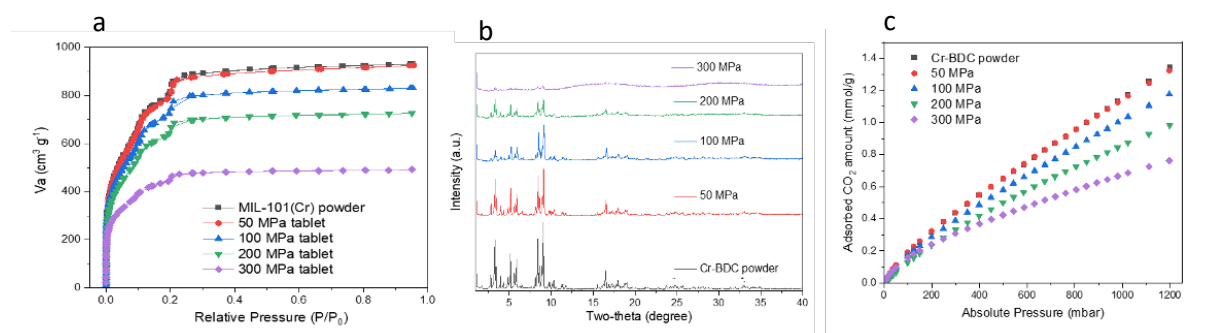 a
1000
800
600
400
200
0
Va (cm³ g⁻¹)
MIL-101(Cr) powder
50 MPa tablet
100 MPa tablet
200 MPa tablet
300 MPa tablet
0.0 0.2 0.4 0.6 0.8 1.0
Relative Pressure (P/P₀)
b
Intensity (a.u.)
300 MPa
200 MPa
100 MPa
50 MPa
Cr-BDC powder
5 10 15 20 25 30 35 40
Two-theta (degree)
c
Adsorbed CO₂ amount (mmol/g)
1.4
1.2
1.0
0.8
0.6
0.4
0.2
0.0
Cr-BDC powder
50 MPa
100 MPa
200 MPa
300 MPa
0 200 400 600 800 1000 1200
Absolute Pressure (mbar)